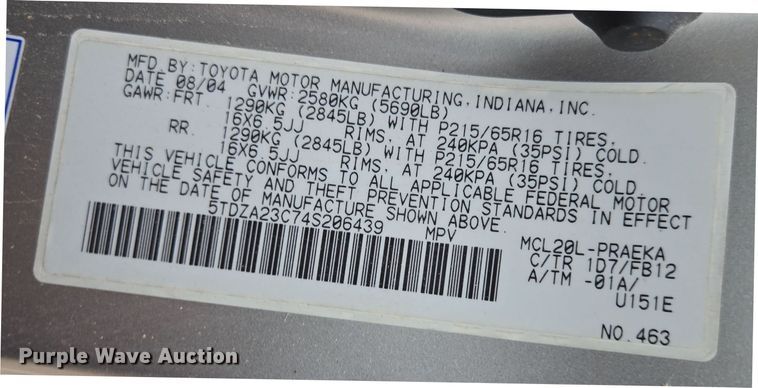 MFD.BY:TOYOTA MOTOR MANUFACTURING,INDIANA,INC.
DATE 08/04 GVWR:2580KG (5690LB)
GAWR:FRT. 1290KG (2845LB) WITH P215/65R16 TIRES,
16X6.5JJ RIMS, AT 240KPA (35PSI) COLD.
RR. 1290KG (2845LB) WITH P215/65R16 TIRES,
16X6.5JJ RIMS, AT 240KPA (35PSI) COLD.
THIS VEHICLE CONFORMS TO ALL APPLICABLE FEDERAL MOTOR
VEHICLE SAFETY AND THEFT PREVENTION STANDARDS IN EFFECT
ON THE DATE OF MANUFACTURE SHOWN ABOVE.
5TDZA23C74S206439 MPV
MCL20L-PRAEKA
C/TR 1D7/FB12
A/TM -01A/
U151E
NO.463
Purple Wave Auction